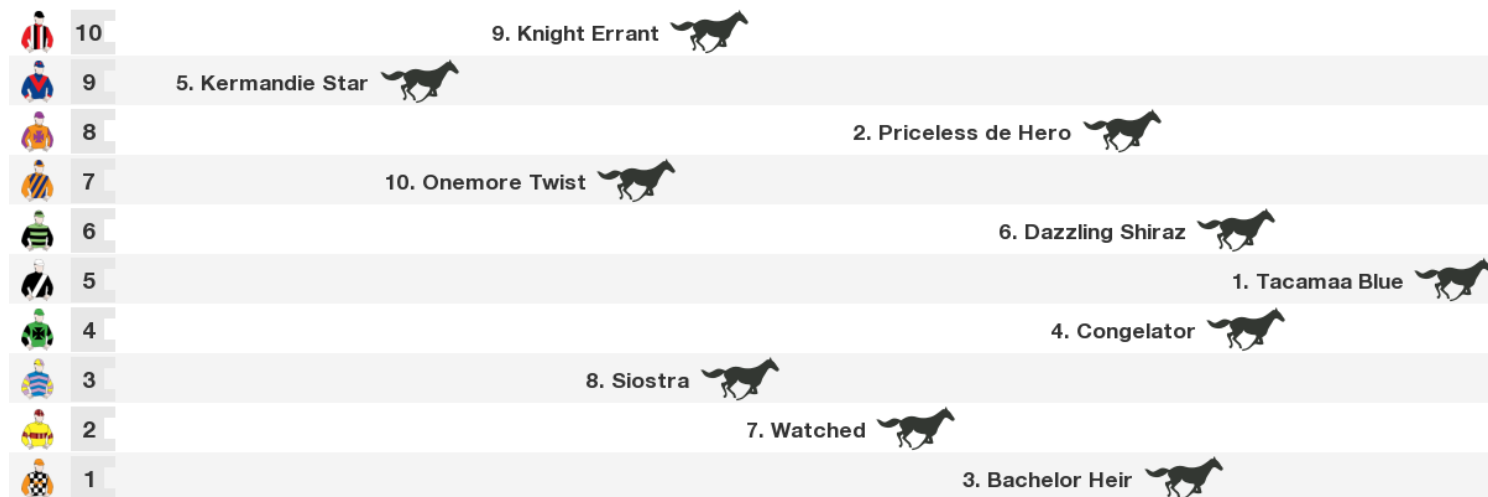 10 9. Knight Errant
9 5. Kermandie Star
8 2. Priceless de Hero
7 10. Onemore Twist
6 6. Dazzling Shiraz
5 1. Tacamaa Blue
4 4. Congelator
3 8. Siostra
2 7. Watched
1 3. Bachelor Heir